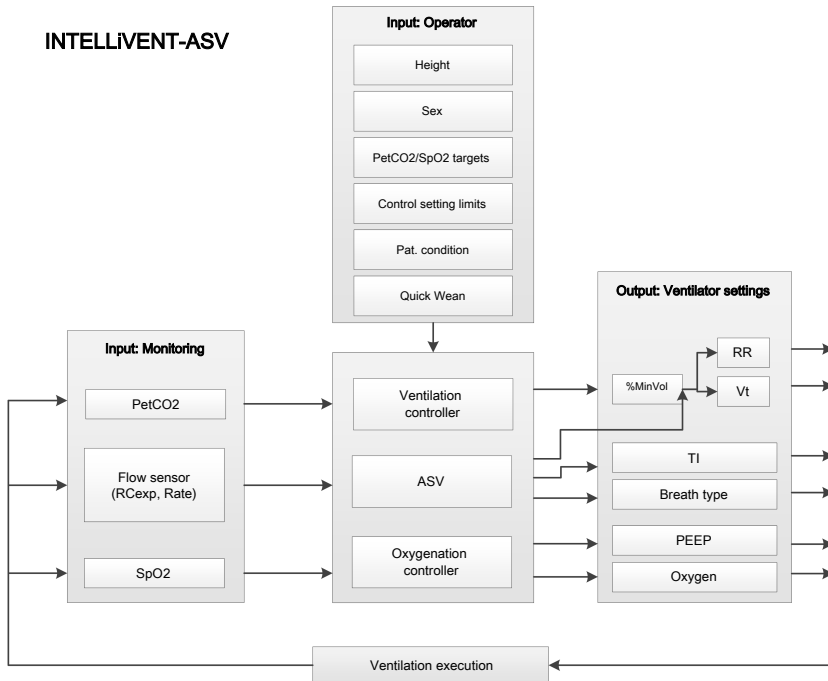 INTELLiVENT-ASV
Input: Operator
Height
Sex
PetCO2/SpO2 targets
Control setting limits
Pat. condition
Quick Wean
Input: Monitoring
PetCO2
Flow sensor
(RCexp, Rate)
SpO2
Ventilation
controller
ASV
Oxygenation
controller
Output: Ventilator settings
%MinVol
RR
Vt
TI
Breath type
PEEP
Oxygen
Ventilation execution